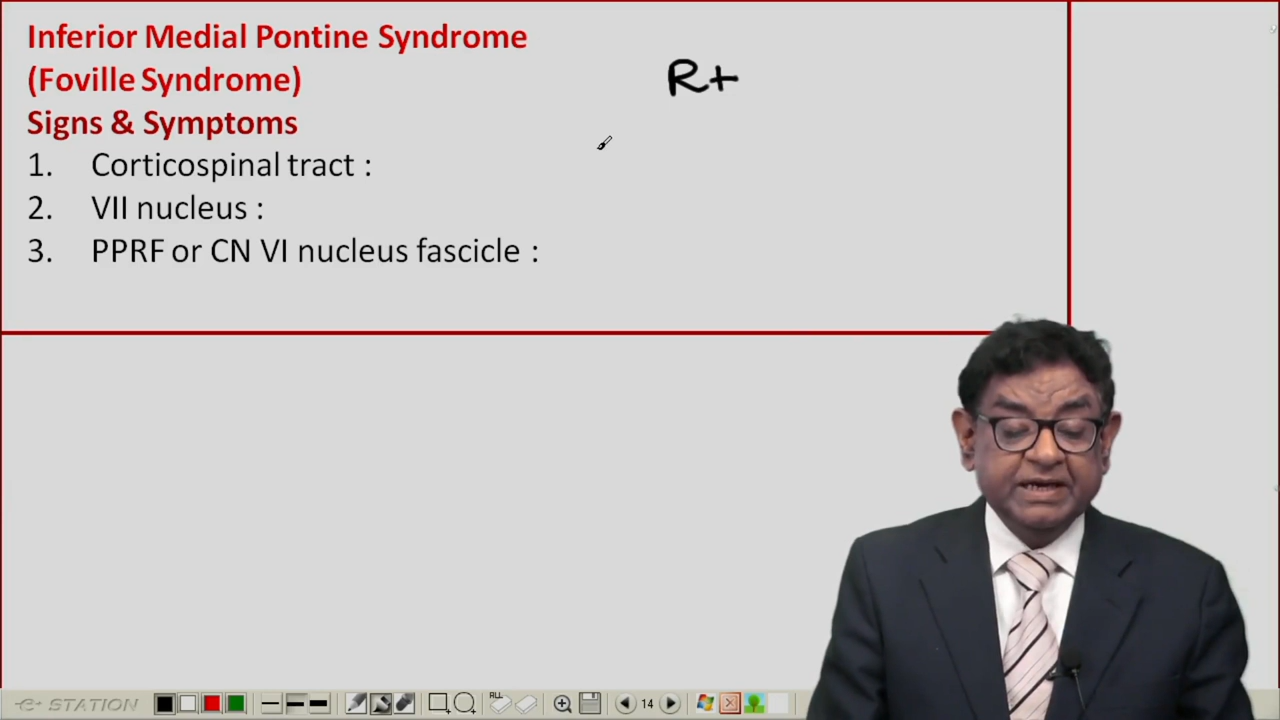 Inferior Medial Pontine Syndrome
(Foville Syndrome)
R+
Signs & Symptoms
1. Corticospinal tract :
2. VII nucleus :
3. PPRF or CN VI nucleus fascicle :
e-STATION
ALL
14